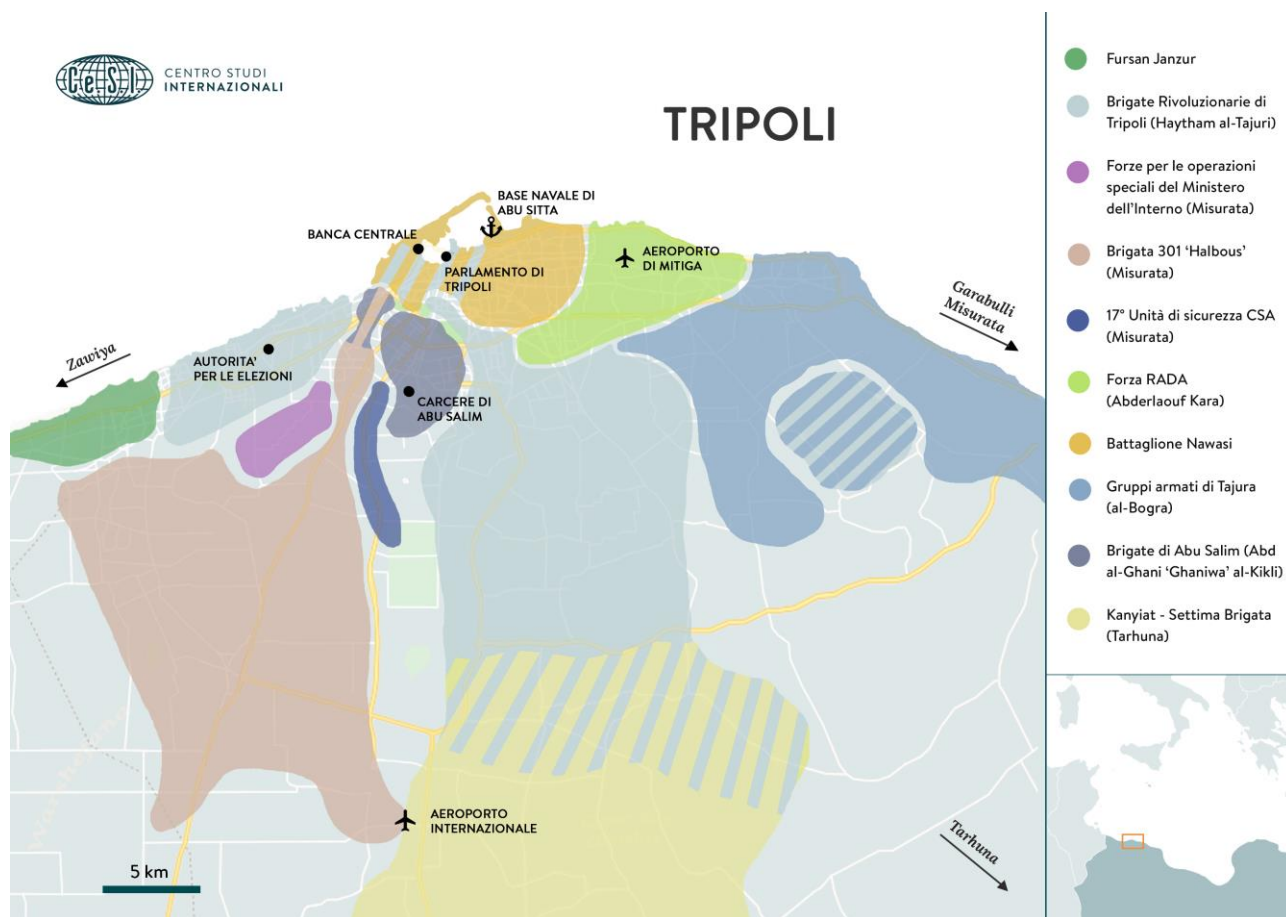 CeSI
CENTRO STUDI
INTERNAZIONALI
TRIPOLI
BASE NAVALE DI
ABU SITTA
BANCA CENTRALE
PARLAMENTO DI
TRIPOLI
AEROPORTO
DI MITIGA
Garabulli
Misurata
Zawiya
AUTORITA'
PER LE ELEZIONI
CARCERE DI
ABU SALIM
AEROPORTO
INTERNAZIONALE
Tarhuna
5 km
Fursan Janzur
Brigate Rivoluzionarie di
Tripoli (Haytham al-Tajuri)
Forze per le operazioni
speciali del Ministero
dell'Interno (Misurata)
Brigata 301 'Halbous'
(Misurata)
17° Unità di sicurezza CSA
(Misurata)
Forza RADA
(Abderlaouf Kara)
Battaglione Nawasi
Gruppi armati di Tajura
(al-Bogra)
Brigate di Abu Salim (Abd
al-Ghani 'Ghaniwa' al-Kikli)
Kanyiat - Settima Brigata
(Tarhuna)